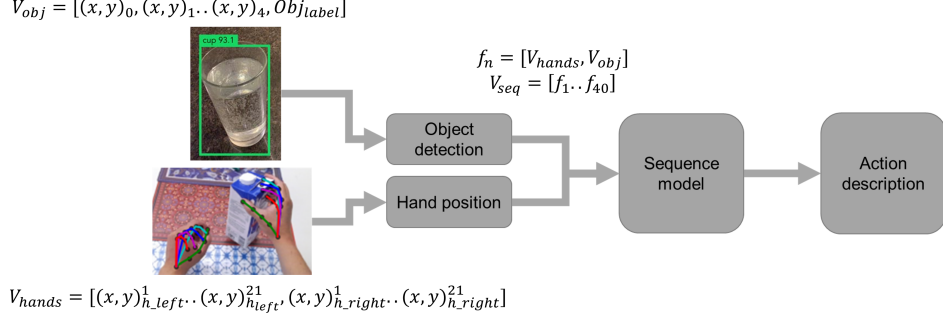 V_obj = [(x, y)_0, (x, y)_1..(x, y)_4, Obj_label]
cup 93.1
f_n = [V_hands, V_obj]
V_seq = [f_1..f_40]
Object
detection
Hand position
Sequence
model
Action
description
V_hands = [(x, y)^1_h_left..(x, y)^21_h_left, (x, y)^1_h_right..(x, y)^21_h_right]